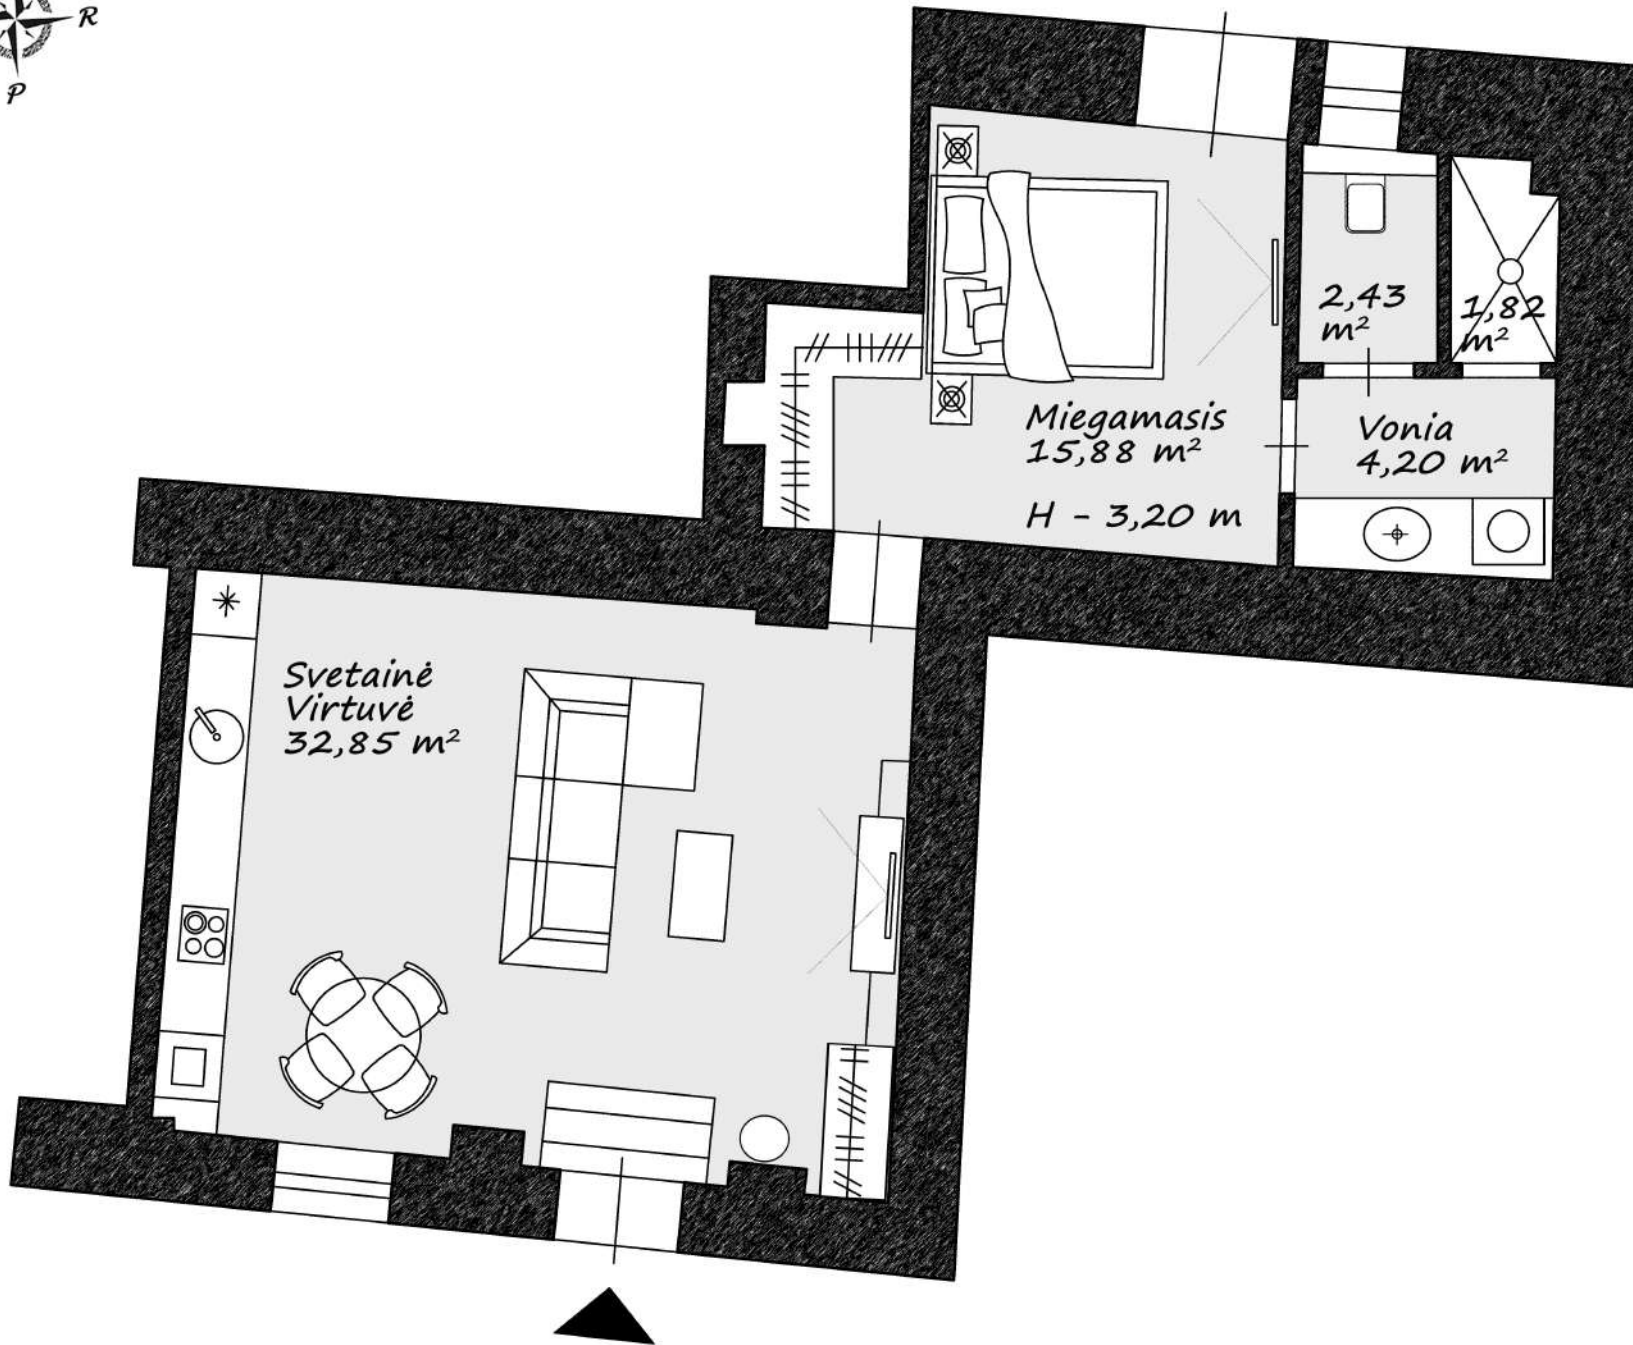 R
P
2,43
m²
1,82
m²
Miegamasis
15,88 m²
H - 3,20 m
Vonia
4,20 m²
Svetainė
Virtuvė
32,85 m²